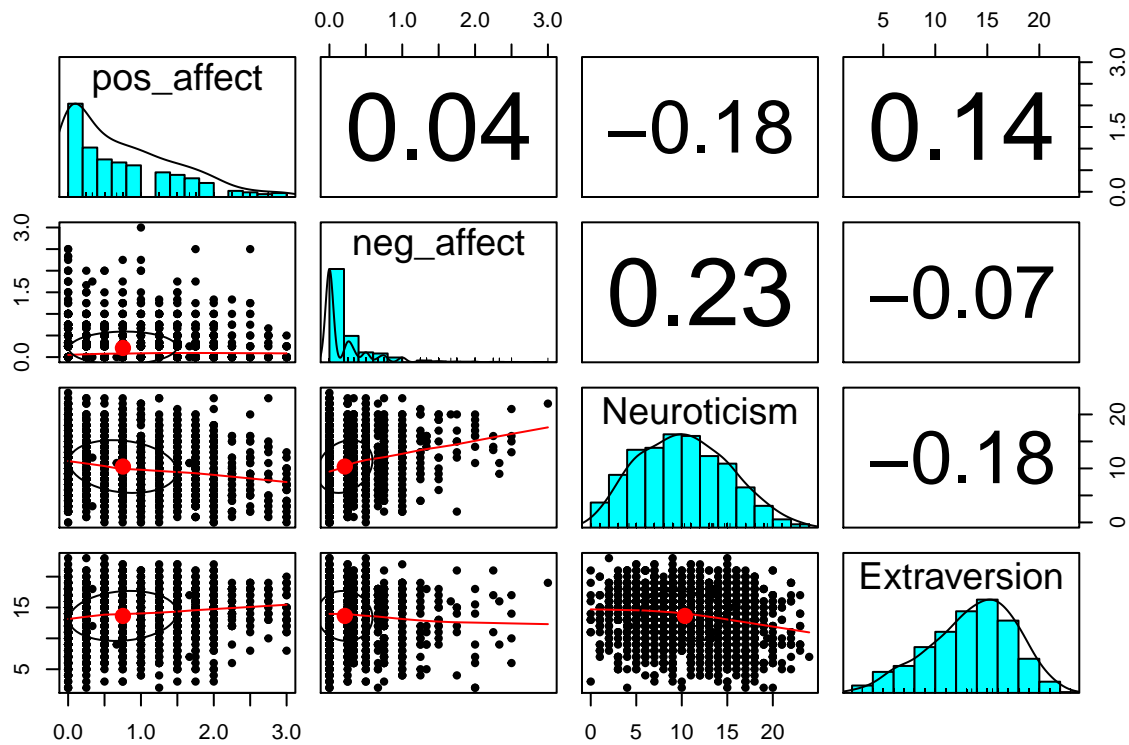 0.0 1.0 2.0 3.0 5 10 15 20
pos_affect 0.04 −0.18 0.14 0.0 1.5 3.0
0.0 1.5 3.0 neg_affect 0.23 −0.07
Neuroticism −0.18 0 10 20
5 15 Extraversion
0.0 1.0 2.0 3.0 0 5 10 15 20